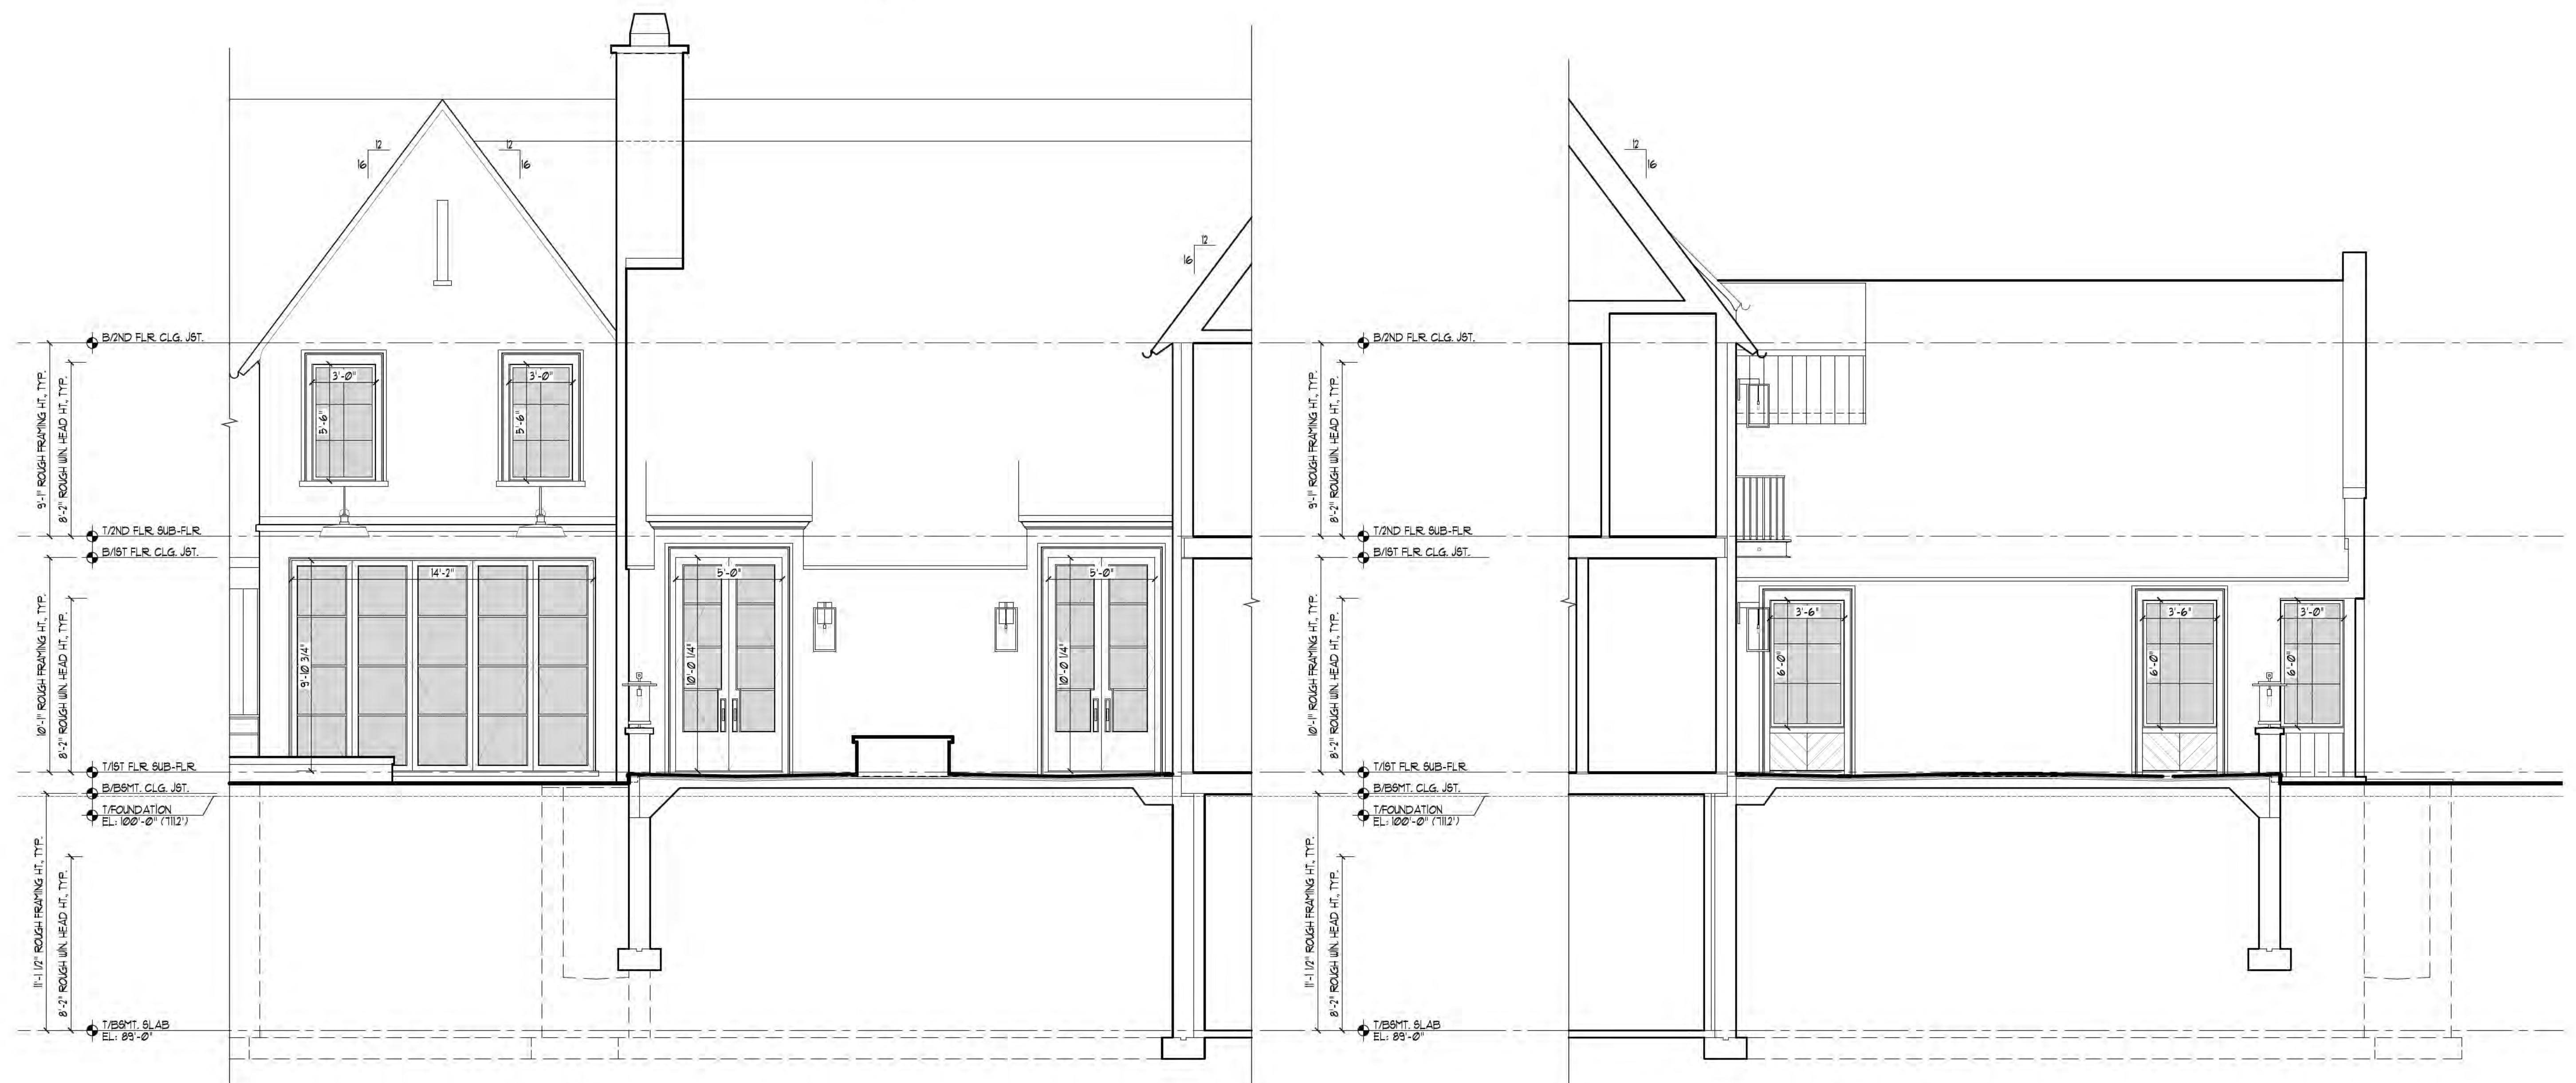 12
16
12
16
12
16
B/2ND FLR. CLG. JST.
9'-1" ROUGH FRAMING HT., TYP.
8'-2" ROUGH WIN. HEAD HT., TYP.
3'-0"
5'-6"
3'-0"
5'-6"
T/2ND FLR. SUB-FLR.
B/1ST FLR. CLG. JST.
10'-1" ROUGH FRAMING HT., TYP.
8'-2" ROUGH WIN. HEAD HT., TYP.
14'-2"
9'-10 3/4"
5'-0"
10'-0 1/4"
5'-0"
10'-0 1/4"
T/1ST FLR. SUB-FLR.
B/BSMT. CLG. JST.
T/FOUNDATION
EL: 100'-0" (711.2')
11'-1 1/2" ROUGH FRAMING HT., TYP.
8'-2" ROUGH WIN. HEAD HT., TYP.
T/BSMT. SLAB
EL: 89'-0"
12
16
B/2ND FLR. CLG. JST.
9'-1" ROUGH FRAMING HT., TYP.
8'-2" ROUGH WIN. HEAD HT., TYP.
T/2ND FLR. SUB-FLR.
B/1ST FLR. CLG. JST.
10'-1" ROUGH FRAMING HT., TYP.
8'-2" ROUGH WIN. HEAD HT., TYP.
3'-6"
6'-0"
3'-6"
6'-0"
3'-0"
6'-0"
T/1ST FLR. SUB-FLR.
B/BSMT. CLG. JST.
T/FOUNDATION
EL: 100'-0" (711.2')
11'-1 1/2" ROUGH FRAMING HT., TYP.
8'-2" ROUGH WIN. HEAD HT., TYP.
T/BSMT. SLAB
EL: 89'-0"